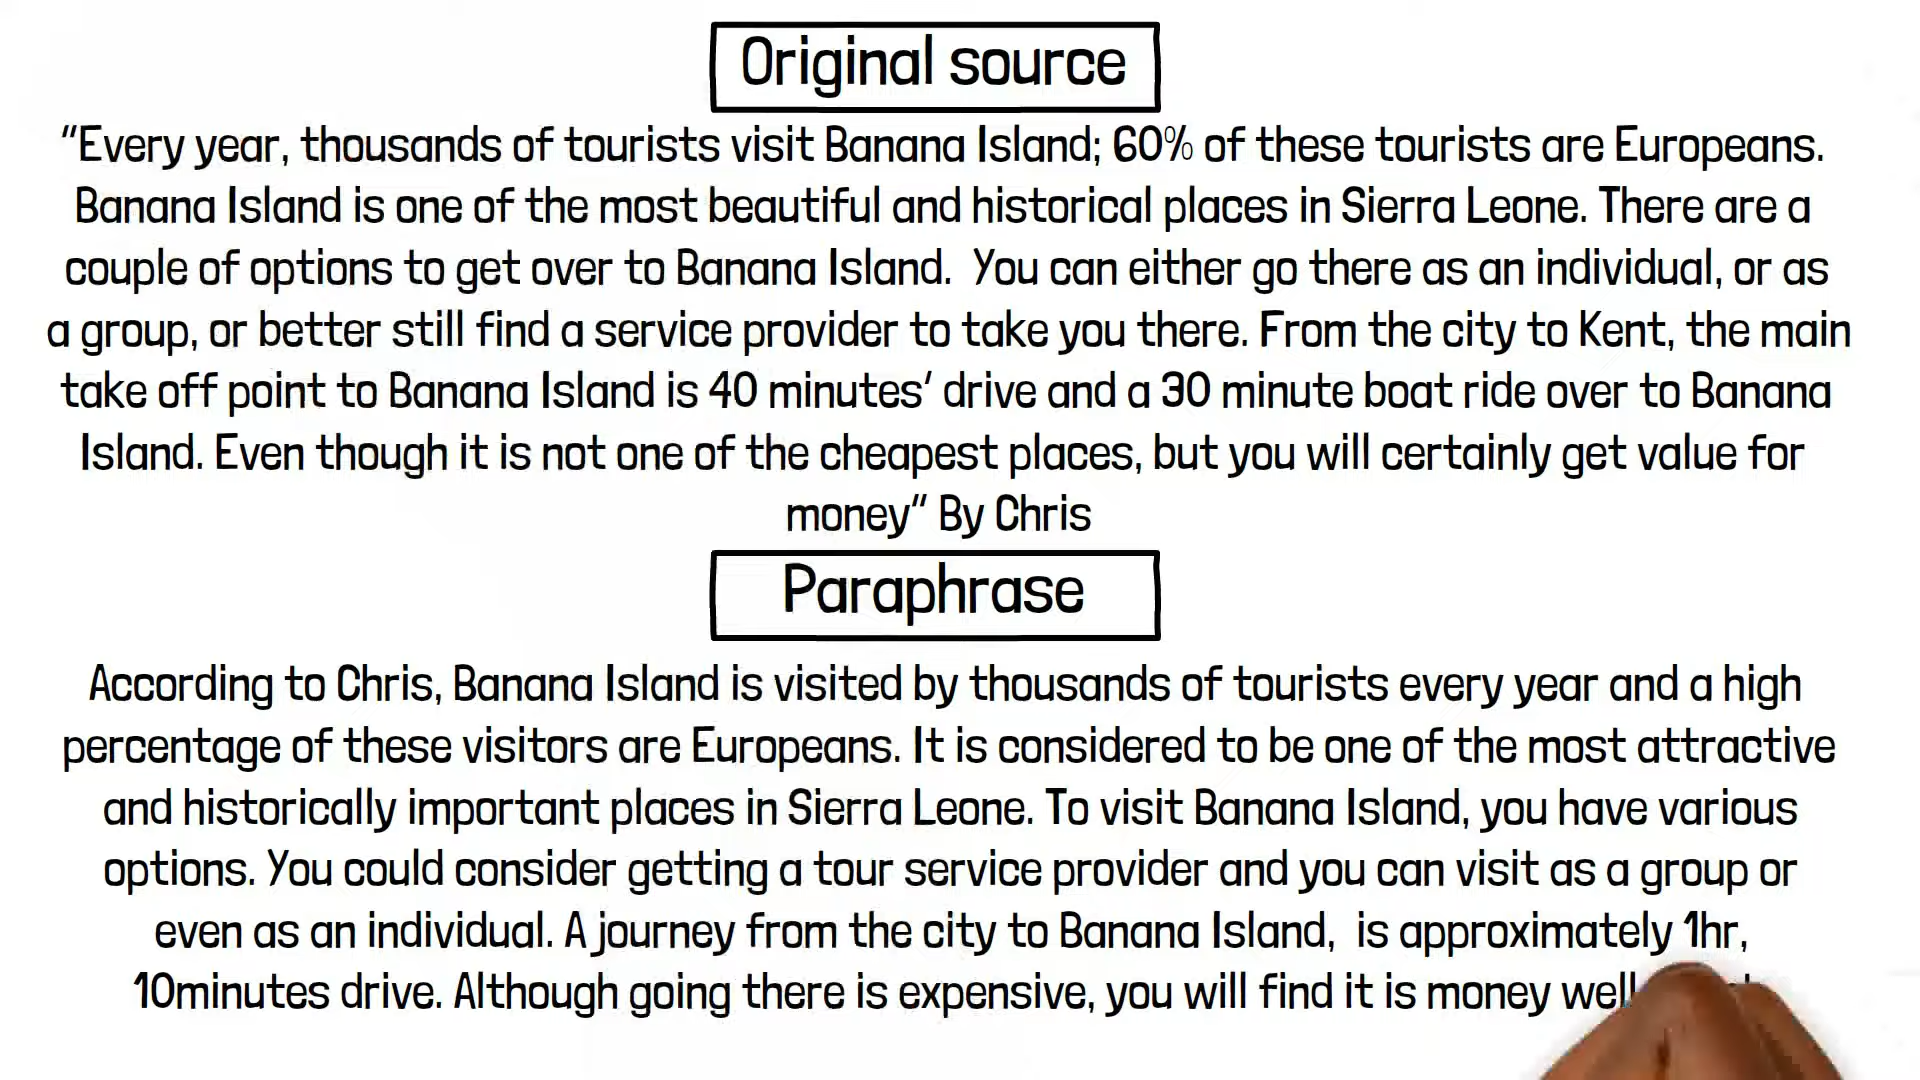 Original source
“Every year, thousands of tourists visit Banana Island; 60% of these tourists are Europeans.
Banana Island is one of the most beautiful and historical places in Sierra Leone. There are a
couple of options to get over to Banana Island.  You can either go there as an individual, or as
a group, or better still find a service provider to take you there. From the city to Kent, the main
take off point to Banana Island is 40 minutes’ drive and a 30 minute boat ride over to Banana
Island. Even though it is not one of the cheapest places, but you will certainly get value for
money“ By Chris
Paraphrase
According to Chris, Banana Island is visited by thousands of tourists every year and a high
percentage of these visitors are Europeans. It is considered to be one of the most attractive
and historically important places in Sierra Leone. To visit Banana Island, you have various
options. You could consider getting a tour service provider and you can visit as a group or
even as an individual. A journey from the city to Banana Island,  is approximately 1hr,
10minutes drive. Although going there is expensive, you will find it is money well